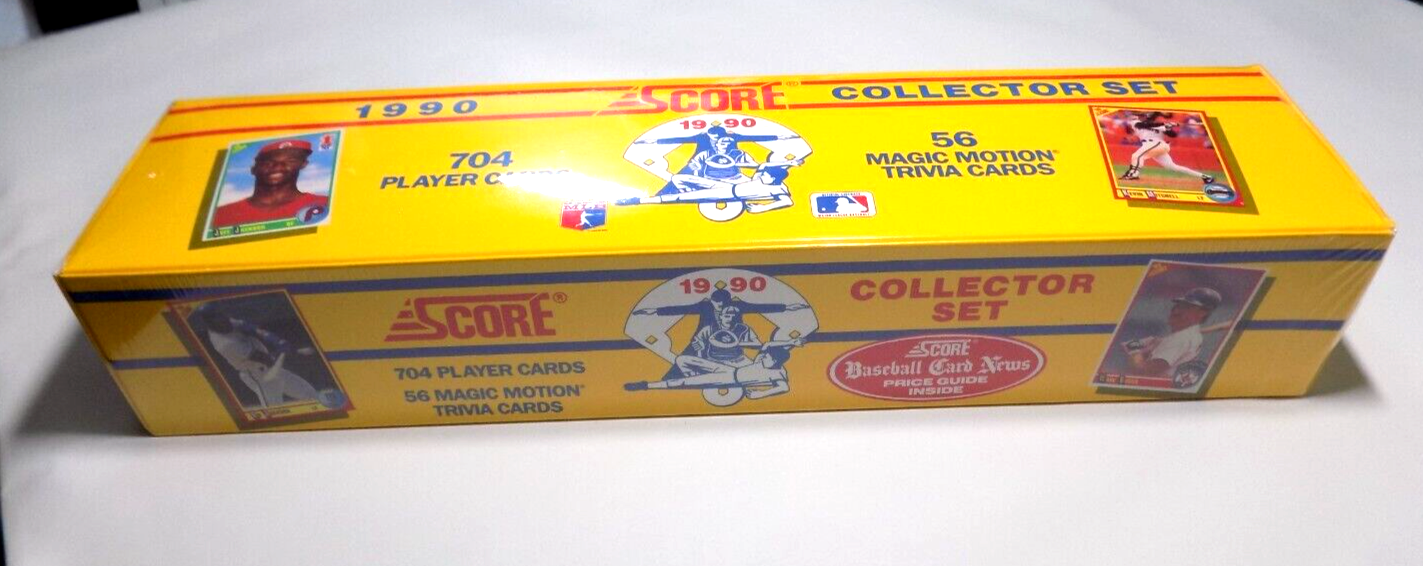 1990
SCORE®
COLLECTOR SET
19 90
704
PLAYER CARDS
56
MAGIC MOTION®
TRIVIA CARDS
SCORE®
19 90
COLLECTOR
SET
704 PLAYER CARDS
56 MAGIC MOTION®
TRIVIA CARDS
SCORE
Baseball Card News
PRICE GUIDE
INSIDE